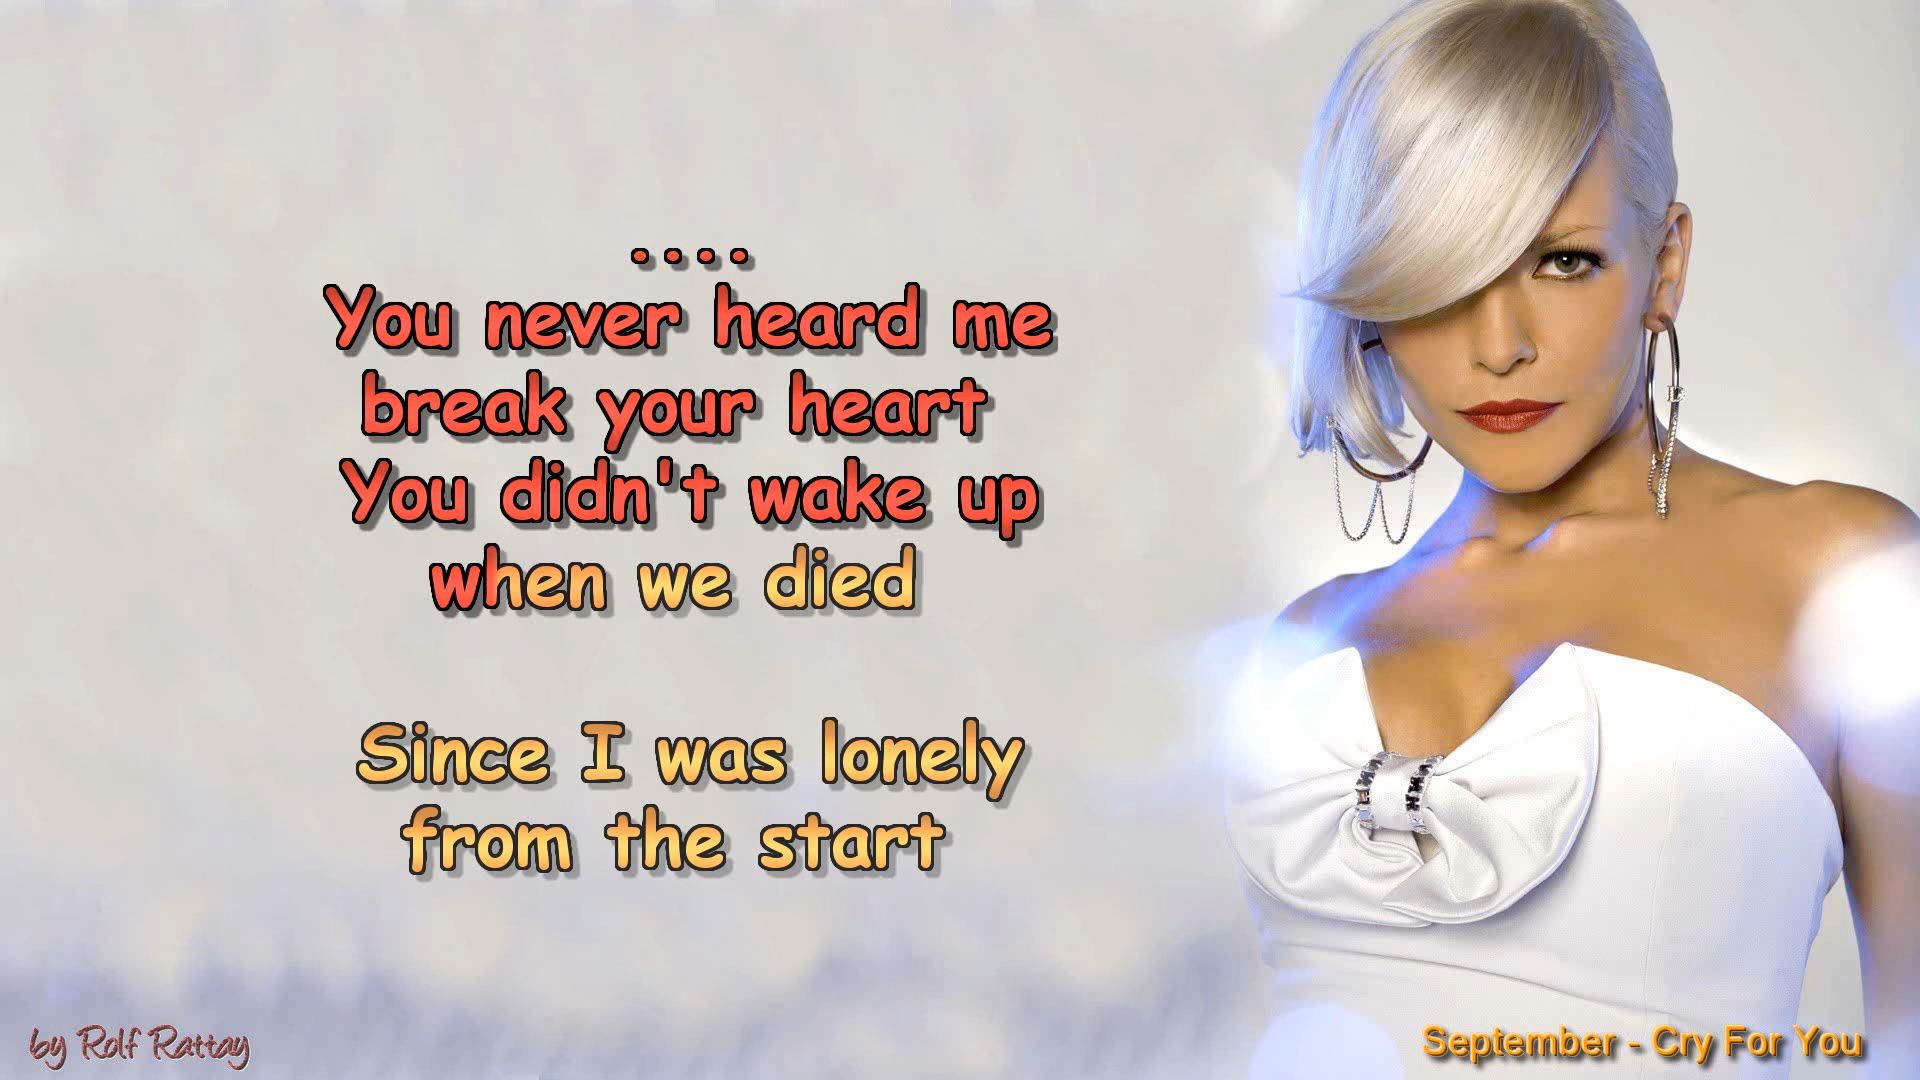 ....
You never heard me
break your heart
You didn't wake up
when we died
Since I was lonely
from the start
by Rolf Rattay
September - Cry For You